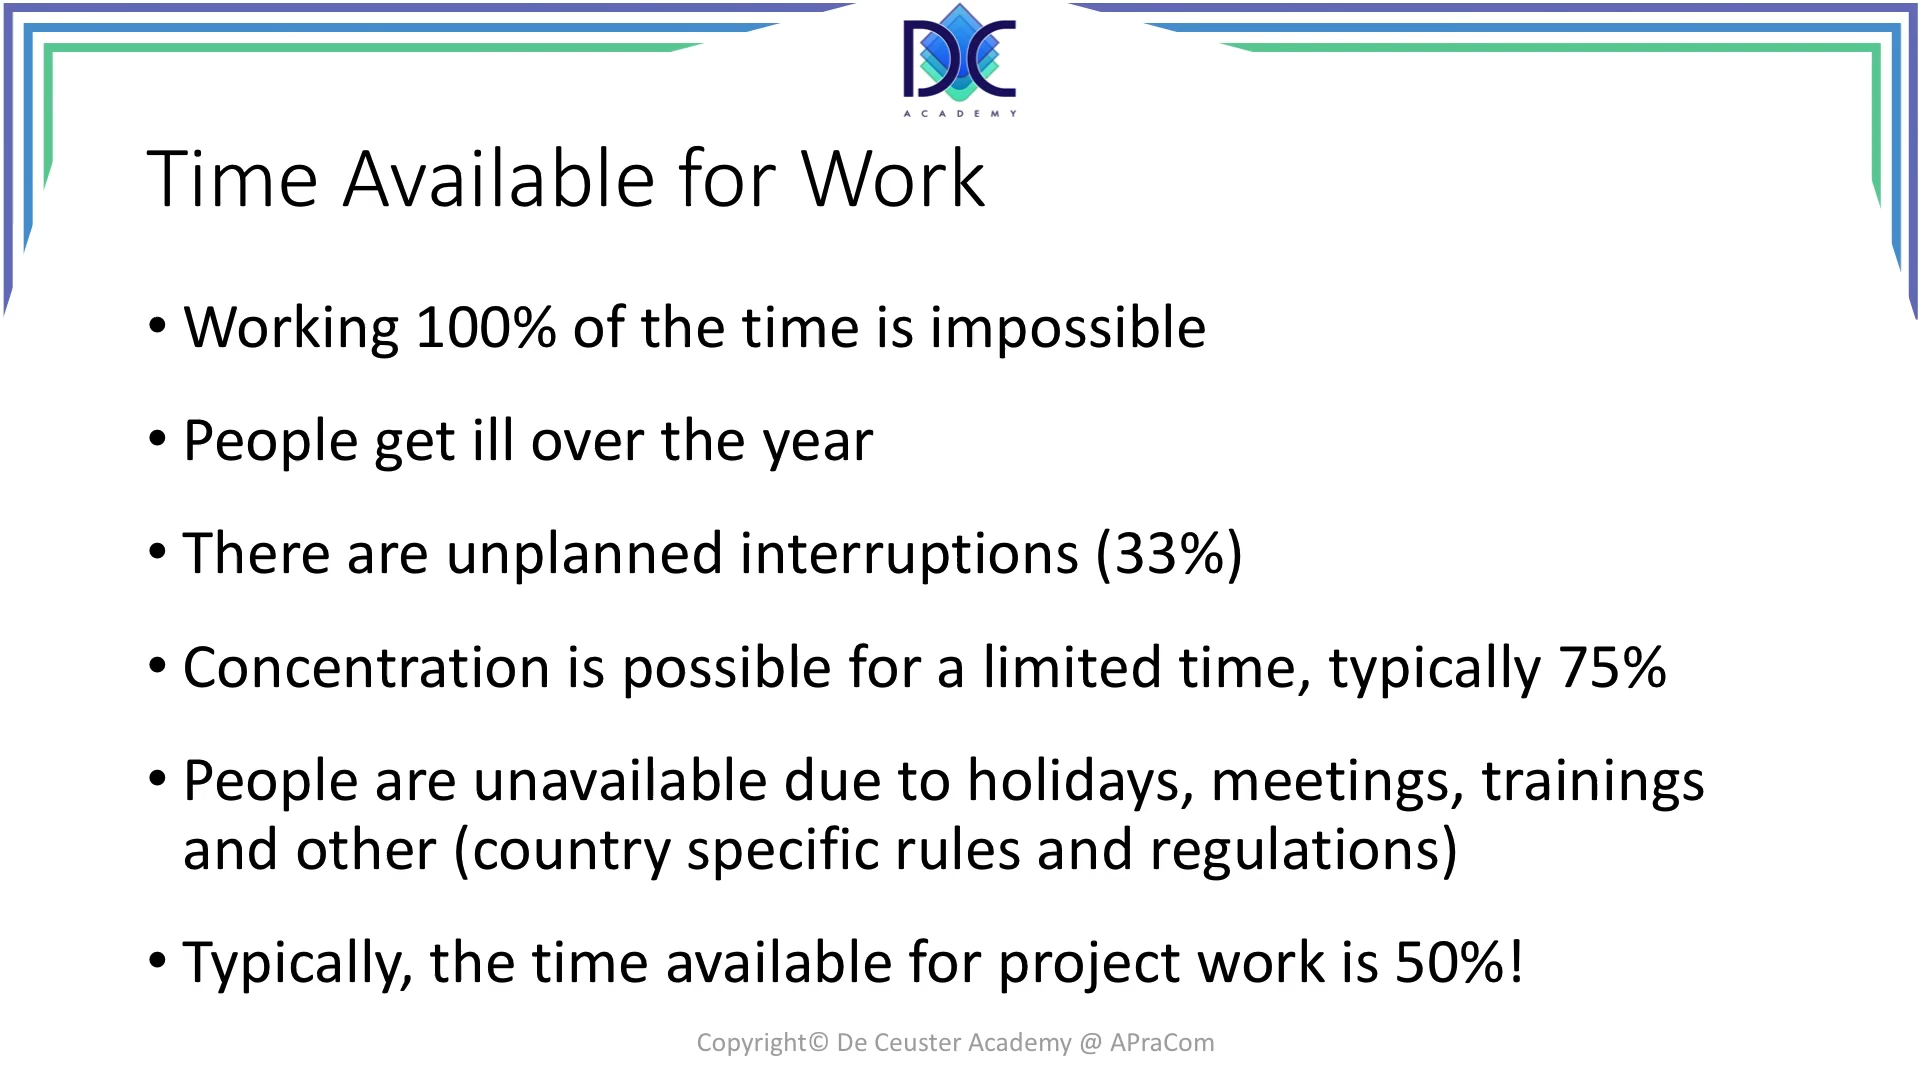 DC
ACADEMY
Time Available for Work
• Working 100% of the time is impossible
• People get ill over the year
• There are unplanned interruptions (33%)
• Concentration is possible for a limited time, typically 75%
• People are unavailable due to holidays, meetings, trainings
and other (country specific rules and regulations)
• Typically, the time available for project work is 50%!
Copyright© De Ceuster Academy @ APraCom